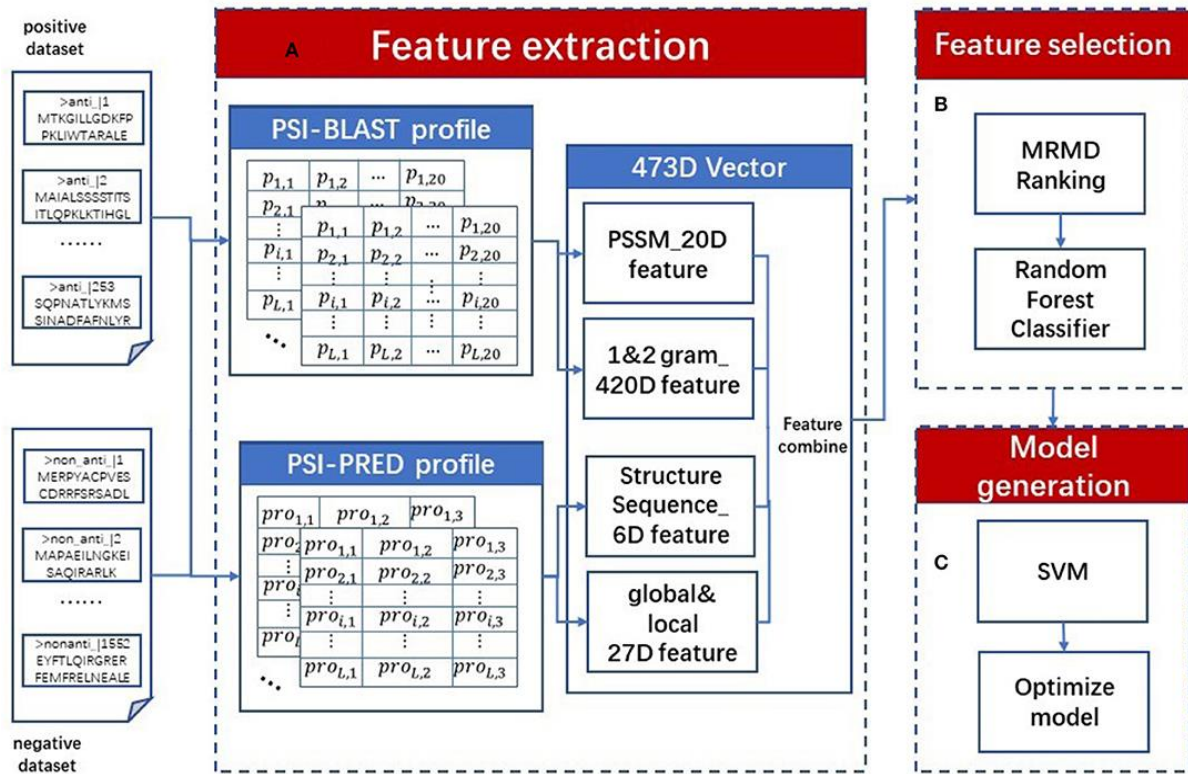 positive
dataset
>anti_|1
MTKGILLGDKFP
PKLIWTARALE
>anti_|2
MAIALSSSSTITS
ITLQPKLKTIHGL
......
>anti_|253
SQPNATLYKMS
SINADFAFNLYR
>non_anti_|1
MERPYACPVES
CDRRFSRSADL
>non_anti_|2
MAPAEILNGKEI
SAQIRARLK
......
>nonanti_|1552
EYFTLQIRGRER
FEMFRELNEALE
negative
dataset
A
Feature extraction
PSI-BLAST profile
p1,1 p1,2 ... p1,20
p2,1
⋮
pi,1
⋮
pL,1
...
p1,1 p1,2 ... p1,20
p2,1 p2,2 ... p2,20
⋮ ⋮ ⋮ ⋮
pi,1 pi,2 ... pi,20
⋮ ⋮ ⋮ ⋮
pL,1 pL,2 ... pL,20
PSI-PRED profile
pro1,1 pro1,2 pro1,3
⋮
⋮
...
pro1,1 pro1,2 pro1,3
pro2,1 pro2,2 pro2,3
⋮ ⋮ ⋮
proi,1 proi,2 proi,3
⋮ ⋮ ⋮
proL,1 proL,2 proL,3
473D Vector
PSSM_20D
feature
1&2 gram_
420D feature
Structure
Sequence_
6D feature
global&
local
27D feature
Feature
combine
Feature selection
B
MRMD
Ranking
Random
Forest
Classifier
Model
generation
C
SVM
Optimize
model